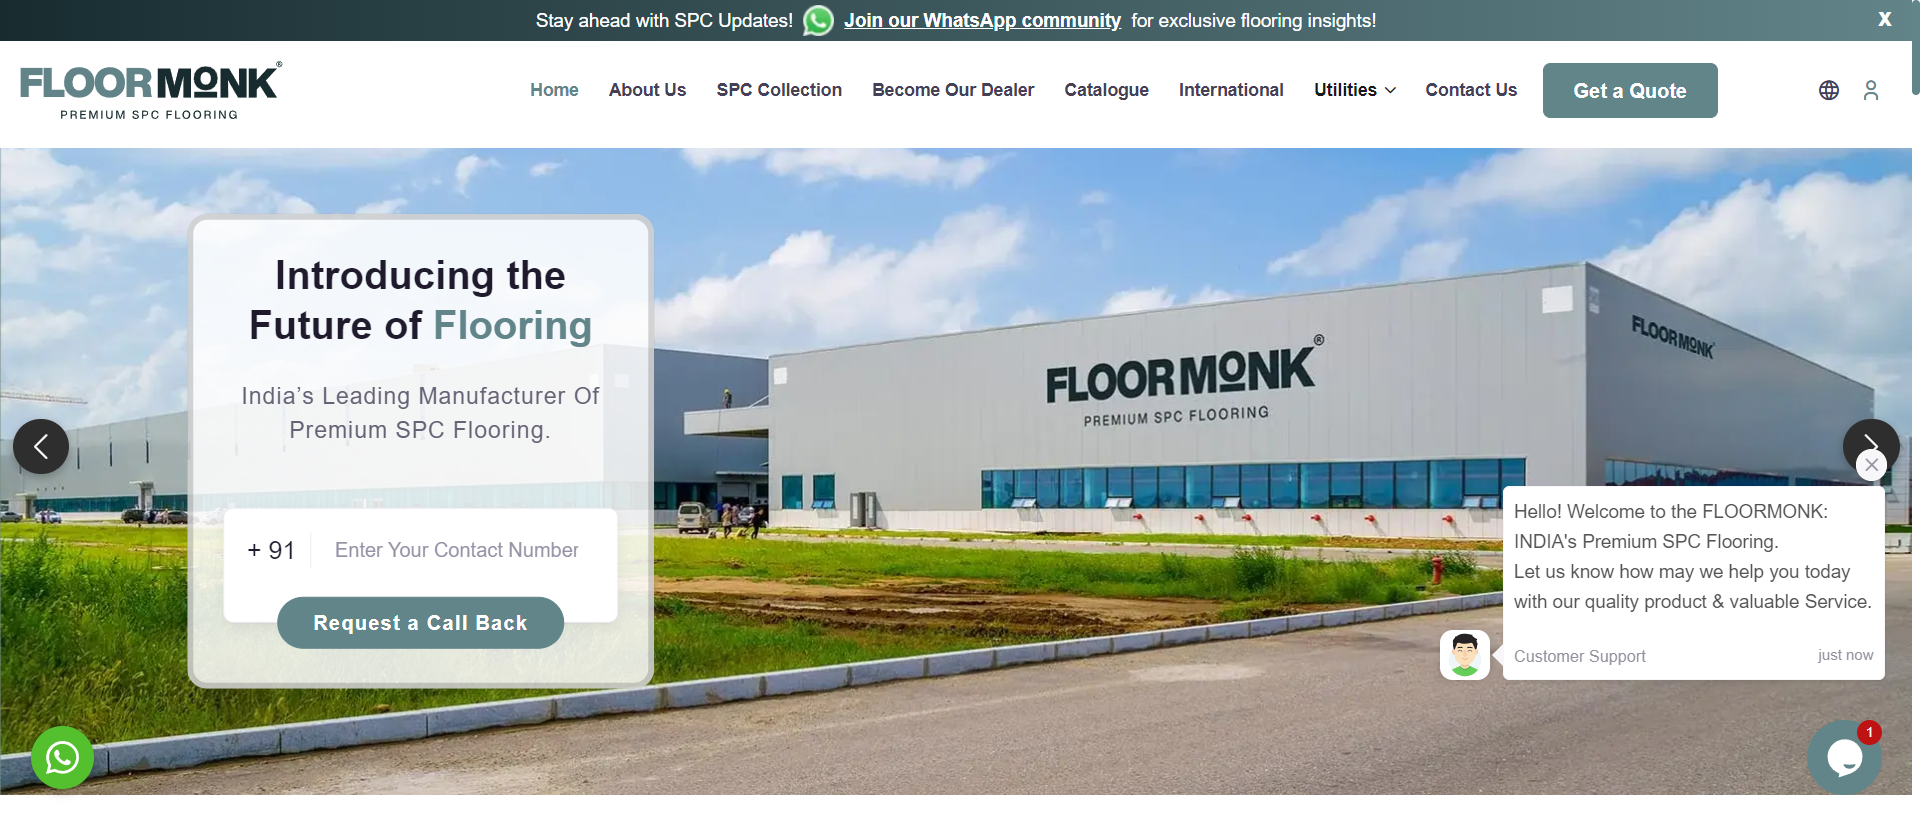 Stay ahead with SPC Updates! Join our WhatsApp community for exclusive flooring insights! X
FLOORMONK®
PREMIUM SPC FLOORING
Home About Us SPC Collection Become Our Dealer Catalogue International Utilities Contact Us Get a Quote
Introducing the
Future of Flooring
India’s Leading Manufacturer Of
Premium SPC Flooring.
+ 91 Enter Your Contact Number
Request a Call Back
FLOORMONK®
PREMIUM SPC FLOORING
FLOORMONK
Hello! Welcome to the FLOORMONK:
INDIA's Premium SPC Flooring.
Let us know how may we help you today
with our quality product & valuable Service.
Customer Support just now
1